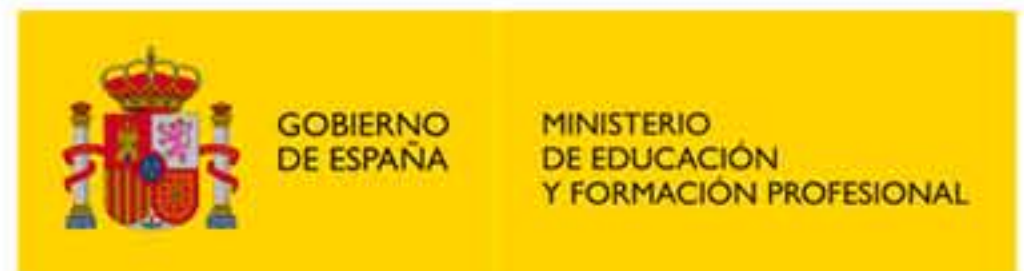 GOBIERNO
DE ESPAÑA
MINISTERIO
DE EDUCACIÓN
Y FORMACIÓN PROFESIONAL